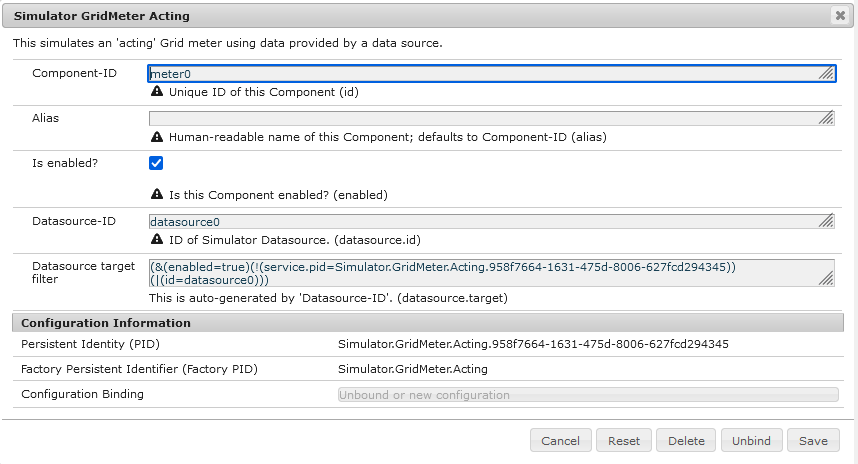 Simulator GridMeter Acting
This simulates an 'acting' Grid meter using data provided by a data source.
Component-ID
meter0
Unique ID of this Component (id)
Alias
Human-readable name of this Component; defaults to Component-ID (alias)
Is enabled?
Is this Component enabled? (enabled)
Datasource-ID
datasource0
ID of Simulator Datasource. (datasource.id)
Datasource target
filter
(&(enabled=true)(!(service.pid=Simulator.GridMeter.Acting.958f7664-1631-475d-8006-627fcd294345))
(|(id=datasource0)))
This is auto-generated by 'Datasource-ID'. (datasource.target)
Configuration Information
Persistent Identity (PID)
Simulator.GridMeter.Acting.958f7664-1631-475d-8006-627fcd294345
Factory Persistent Identifier (Factory PID)
Simulator.GridMeter.Acting
Configuration Binding
Unbound or new configuration
Cancel
Reset
Delete
Unbind
Save